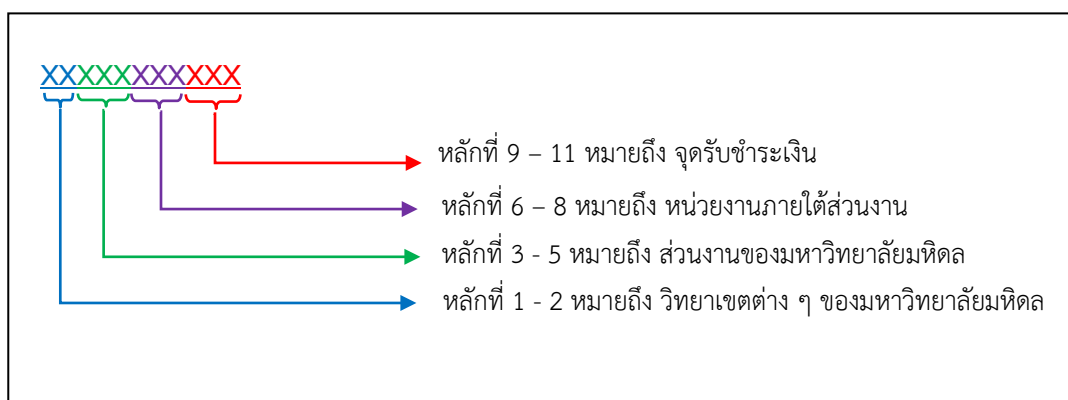 XXXXXXXXXXX
หลักที่ 9 – 11 หมายถึง จุดรับชำระเงิน
หลักที่ 6 – 8 หมายถึง หน่วยงานภายใต้ส่วนงาน
หลักที่ 3 - 5 หมายถึง ส่วนงานของมหาวิทยาลัยมหิดล
หลักที่ 1 - 2 หมายถึง วิทยาเขตต่าง ๆ ของมหาวิทยาลัยมหิดล